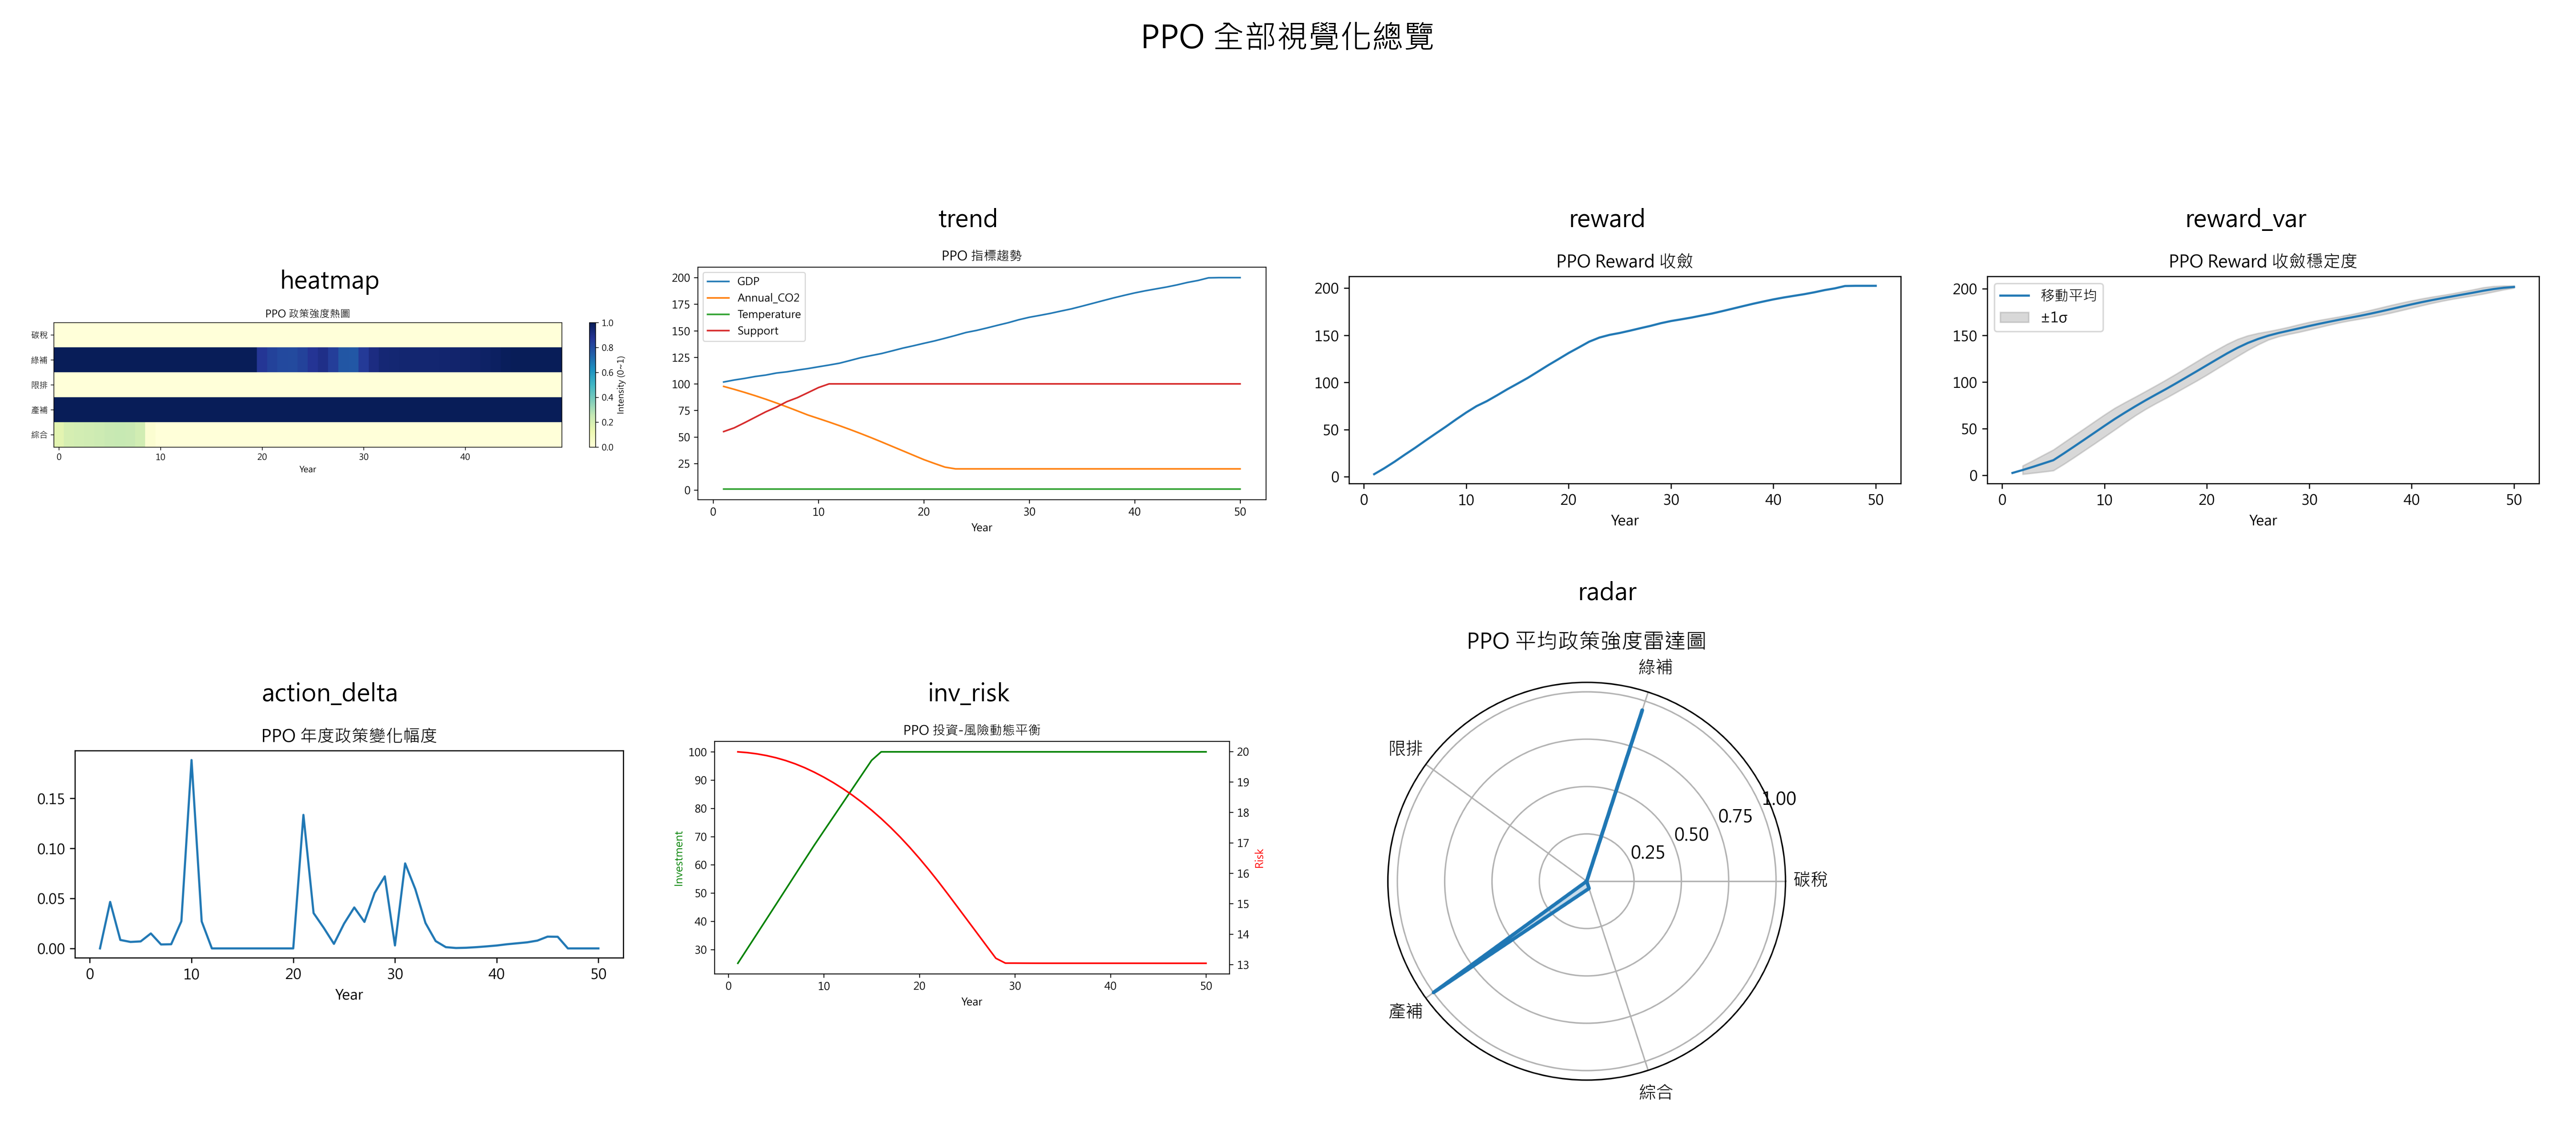 PPO 全部視覺化總覽
heatmap
PPO 政策強度熱圖
碳稅
綠補
限排
產補
綜合
0 10 20 30 40
Year
1.0
0.8
0.6
0.4
0.2
0.0
Intensity (0~1)
trend
PPO 指標趨勢
GDP
Annual_CO2
Temperature
Support
200
175
150
125
100
75
50
25
0
0 10 20 30 40 50
Year
reward
PPO Reward 收斂
200
150
100
50
0
0 10 20 30 40 50
Year
reward_var
PPO Reward 收斂穩定度
移動平均
±1σ
200
150
100
50
0
0 10 20 30 40 50
Year
action_delta
PPO 年度政策變化幅度
0.15
0.10
0.05
0.00
0 10 20 30 40 50
Year
inv_risk
PPO 投資-風險動態平衡
100
90
80
70
60
50
40
30
Investment
20
19
18
17
16
15
14
13
Risk
0 10 20 30 40 50
Year
radar
PPO 平均政策強度雷達圖
綠補
限排
1.00
0.75
0.50
0.25
碳稅
產補
綜合